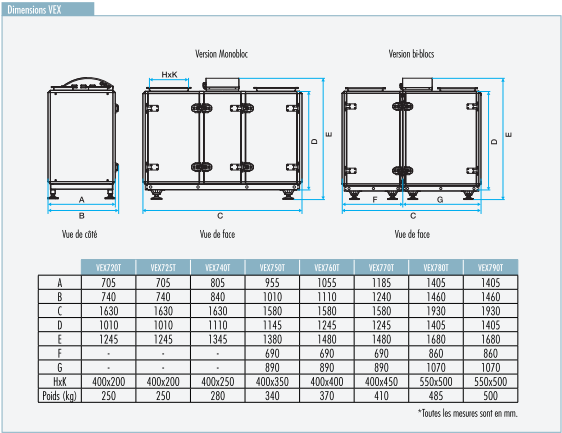 Dimensions VEX
Version Monobloc
Version bi-blocs
HxK
D
E
D
E
A
B
C
F
G
C
Vue de côté
Vue de face
Vue de face
VEX720T VEX725T VEX740T VEX750T VEX760T VEX770T VEX780T VEX790T
A 705 705 805 955 1055 1185 1405 1405
B 740 740 840 1010 1110 1240 1460 1460
C 1630 1630 1630 1580 1580 1580 1930 1930
D 1010 1010 1110 1145 1245 1245 1405 1405
E 1245 1245 1345 1380 1480 1480 1680 1680
F - - - 690 690 690 860 860
G - - - 890 890 890 1070 1070
HxK 400x200 400x200 400x250 400x350 400x400 400x450 550x500 550x500
Poids (kg) 250 250 280 340 370 410 485 500
*Toutes les mesures sont en mm.